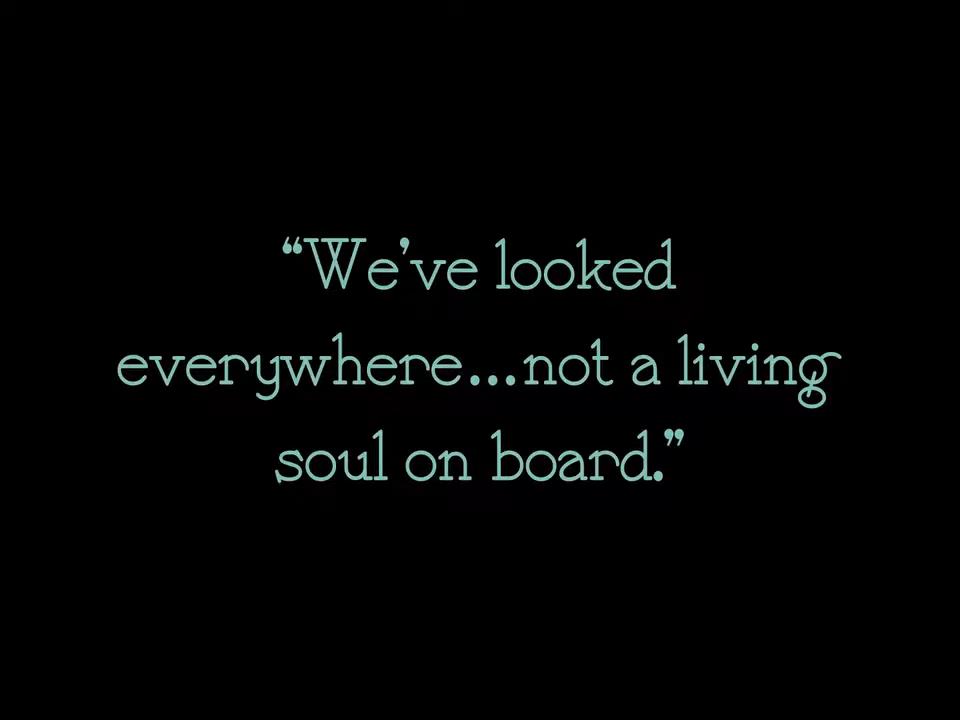 “We’ve looked
everywhere...not a living
soul on board.”